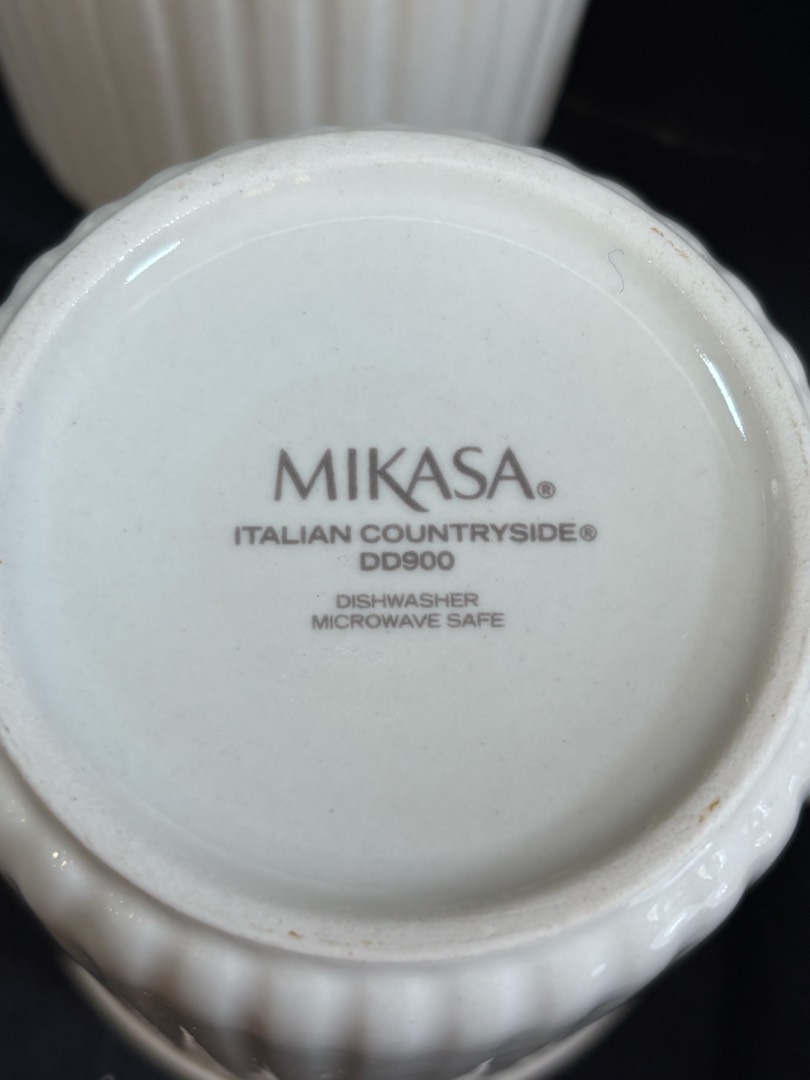 MIKASA®
ITALIAN COUNTRYSIDE®
DD900
DISHWASHER
MICROWAVE SAFE